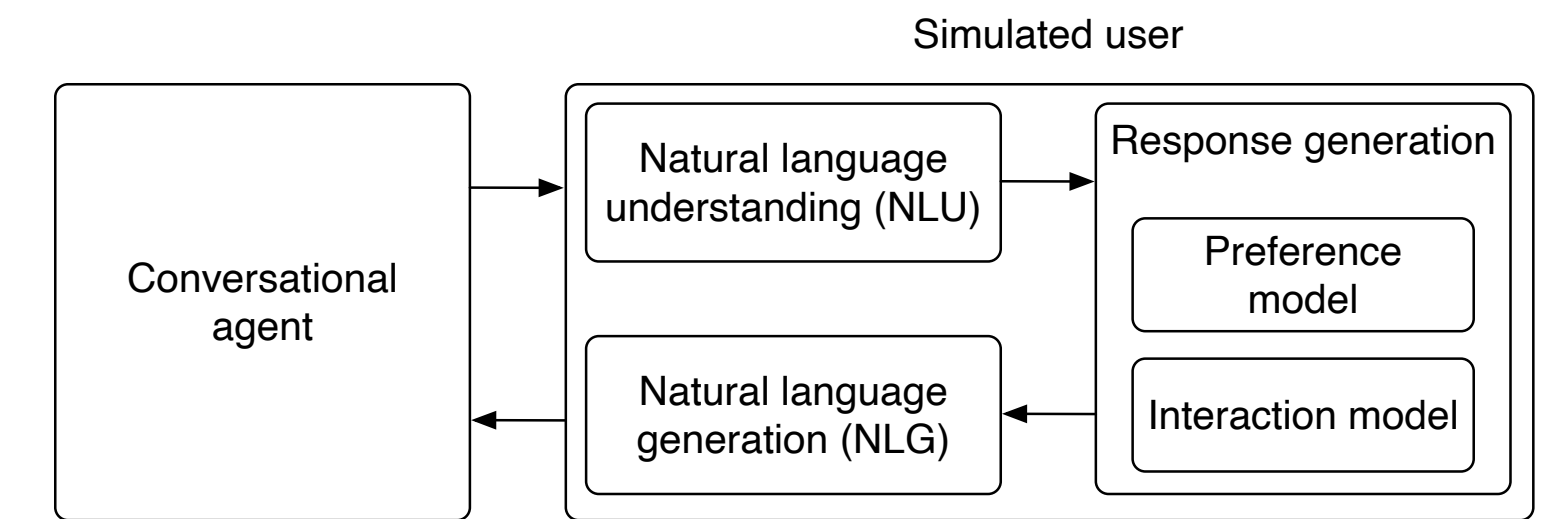 Simulated user
Conversational
agent
Natural language
understanding (NLU)
Natural language
generation (NLG)
Response generation
Preference
model
Interaction model